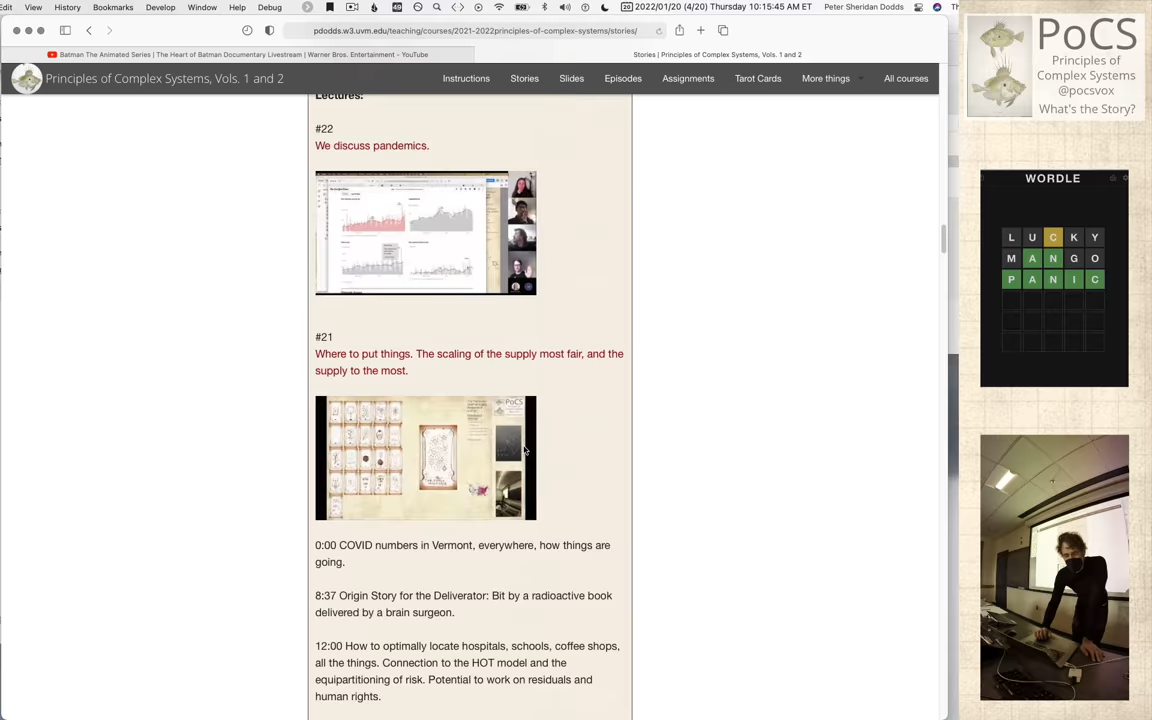 Edit View History Bookmarks Develop Window Help Debug
49
20 2022/01/20 (4/20) Thursday 10:15:45 AM ET Peter Sheridan Dodds
pdodds.w3.uvm.edu/teaching/courses/2021-2022principles-of-complex-systems/stories/
Batman The Animated Series | The Heart of Batman Documentary Livestream | Warner Bros. Entertainment - YouTube
Stories | Principles of Complex Systems, Vols. 1 and 2
Principles of Complex Systems, Vols. 1 and 2
Instructions Stories Slides Episodes Assignments Tarot Cards More things All courses
Lectures:
#22
We discuss pandemics.
#21
Where to put things. The scaling of the supply most fair, and the
supply to the most.
PoCS
0:00 COVID numbers in Vermont, everywhere, how things are
going.
8:37 Origin Story for the Deliverator: Bit by a radioactive book
delivered by a brain surgeon.
12:00 How to optimally locate hospitals, schools, coffee shops,
all the things. Connection to the HOT model and the
equipartitioning of risk. Potential to work on residuals and
human rights.
PoCS
Principles of
Complex Systems
@pocsvox
What's the Story?
WORDLE
L U C K Y
M A N G O
P A N I C